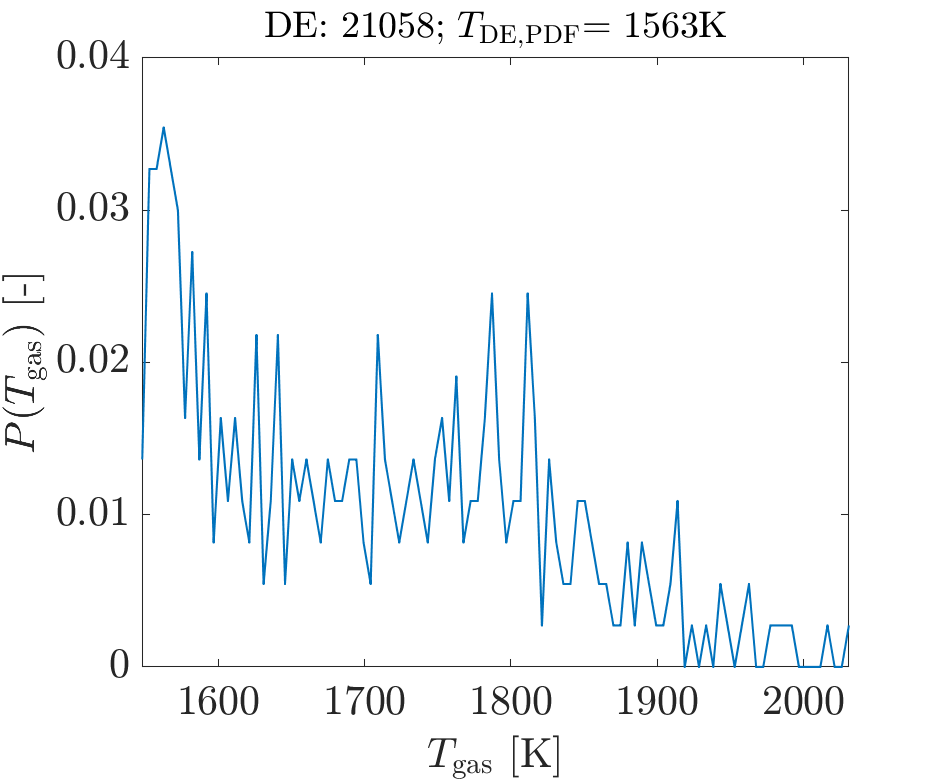 DE: 21058; T_DE,PDF= 1563K
0.04
0.03
0.02
0.01
0
P(T_gas) [-]
1600 1700 1800 1900 2000
T_gas [K]